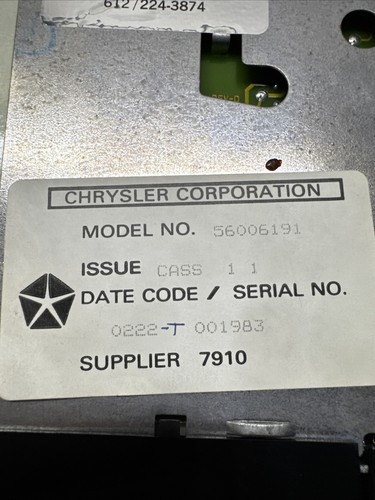 612/224-3874
CHRYSLER CORPORATION
MODEL NO. 56006191
ISSUE CASS 1 1
DATE CODE / SERIAL NO.
0222-T 001983
SUPPLIER 7910